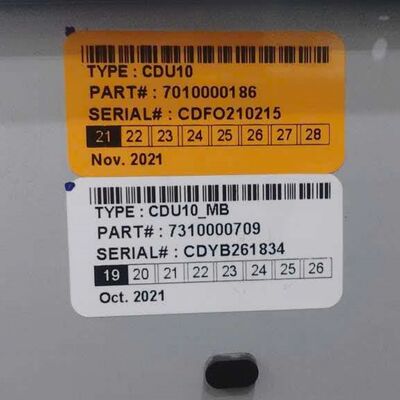 TYPE : CDU10
PART# : 7010000186
SERIAL# : CDFO210215
21 22 23 24 25 26 27 28
Nov. 2021
TYPE : CDU10_MB
PART# : 7310000709
SERIAL# : CDYB261834
19 20 21 22 23 24 25 26
Oct. 2021